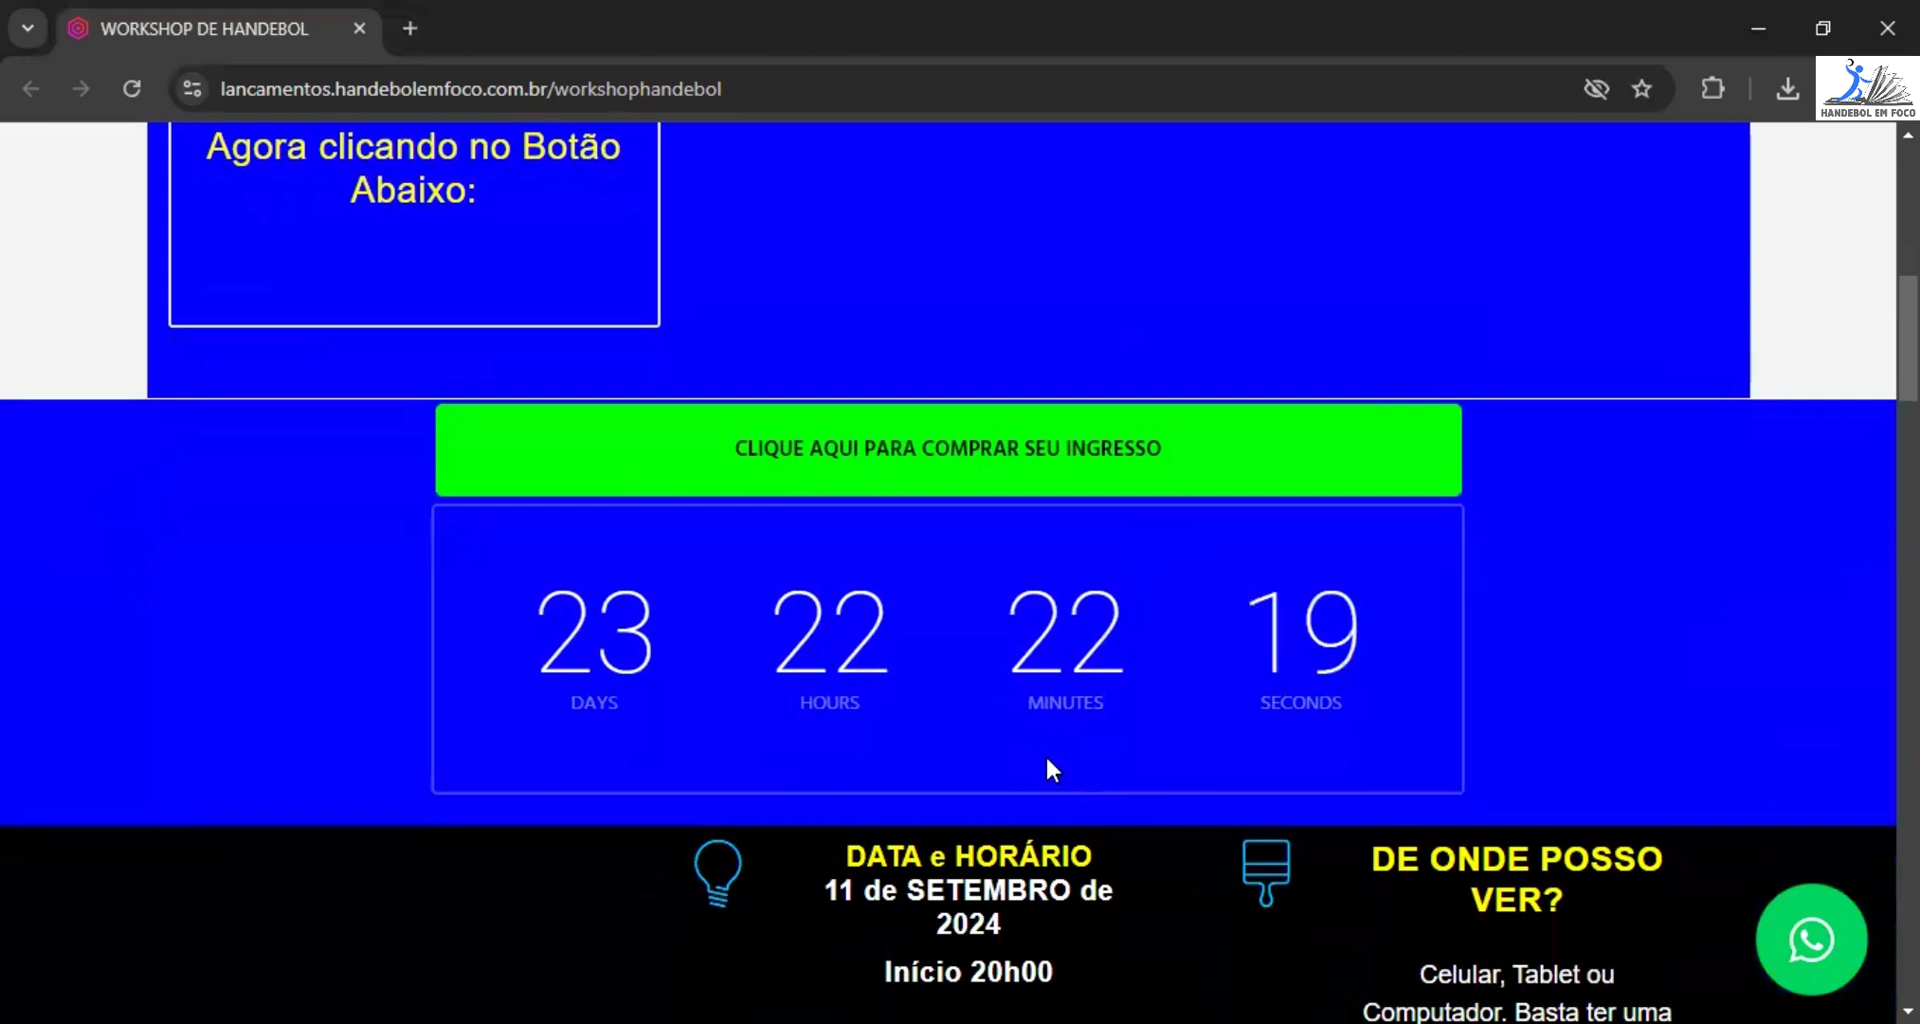 WORKSHOP DE HANDEBOL
lancamentos.handebolemfoco.com.br/workshophandebol
HANDEBOL EM FOCO
Agora clicando no Botão
Abaixo:
CLIQUE AQUI PARA COMPRAR SEU INGRESSO
23 22 22 19
DAYS HOURS MINUTES SECONDS
DATA e HORÁRIO
11 de SETEMBRO de
2024
Início 20h00
DE ONDE POSSO
VER?
Celular, Tablet ou
Computador. Basta ter uma